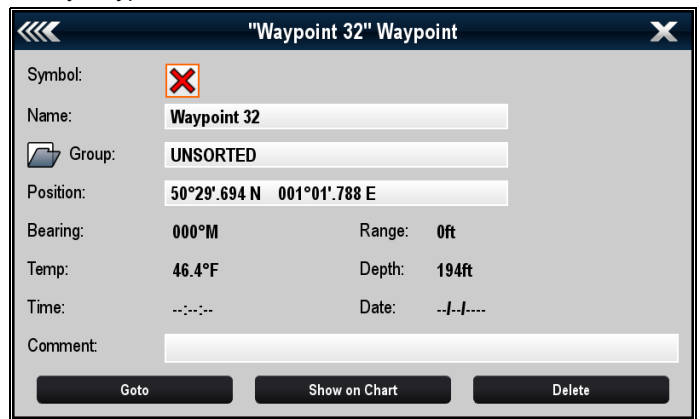 "Waypoint 32" Waypoint
Symbol:
Name: Waypoint 32
Group: UNSORTED
Position: 50°29'.694 N 001°01'.788 E
Bearing: 000°M Range: 0ft
Temp: 46.4°F Depth: 194ft
Time: --:--:-- Date: --/--/----
Comment:
Goto Show on Chart Delete